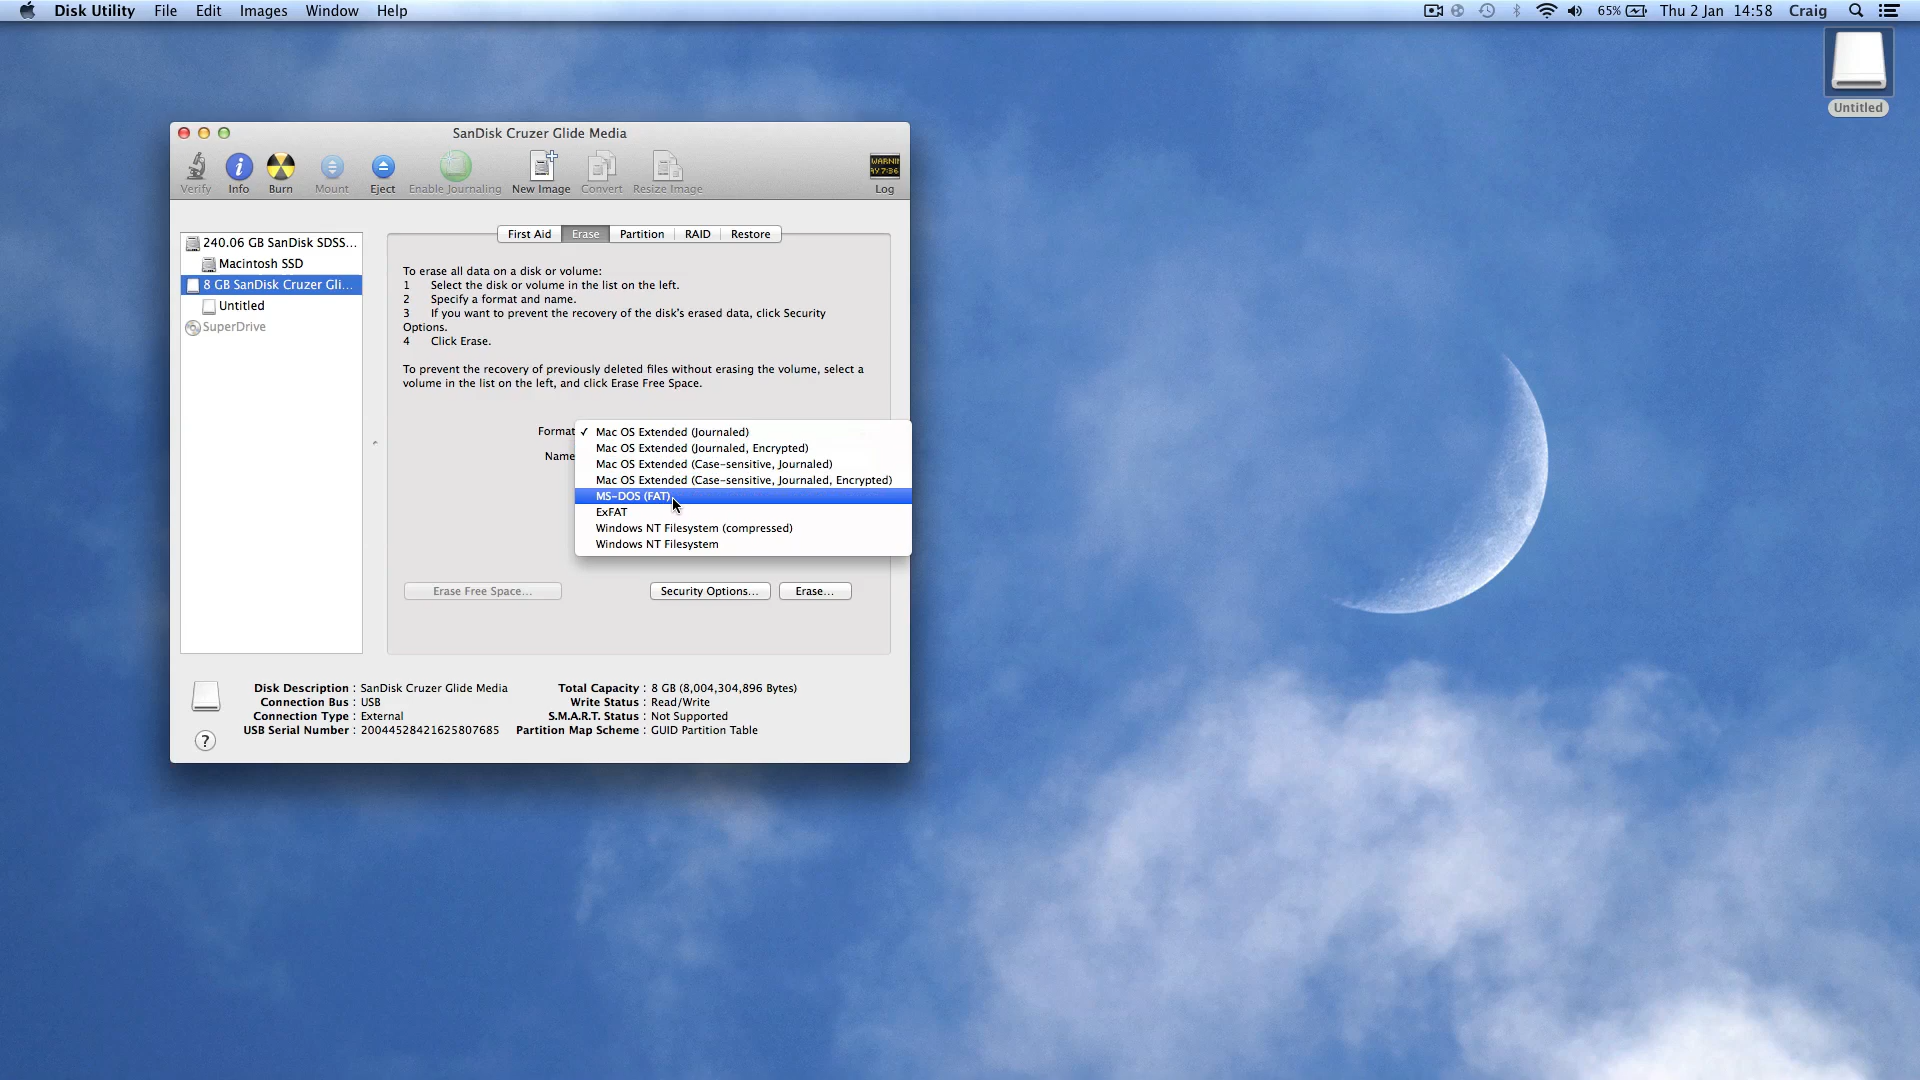 Disk Utility File Edit Images Window Help 65% Thu 2 Jan 14:58 Craig
Untitled
SanDisk Cruzer Glide Media
WARNIN
AY 7:36
Verify Info Burn Mount Eject Enable Journaling New Image Convert Resize Image Log
First Aid Erase Partition RAID Restore
240.06 GB SanDisk SDSS...
Macintosh SSD
8 GB SanDisk Cruzer Gli...
Untitled
SuperDrive
To erase all data on a disk or volume:
1 Select the disk or volume in the list on the left.
2 Specify a format and name.
3 If you want to prevent the recovery of the disk's erased data, click Security
Options.
4 Click Erase.
To prevent the recovery of previously deleted files without erasing the volume, select a
volume in the list on the left, and click Erase Free Space.
Format
Name
✓ Mac OS Extended (Journaled)
Mac OS Extended (Journaled, Encrypted)
Mac OS Extended (Case-sensitive, Journaled)
Mac OS Extended (Case-sensitive, Journaled, Encrypted)
MS-DOS (FAT)
ExFAT
Windows NT Filesystem (compressed)
Windows NT Filesystem
Erase Free Space... Security Options... Erase...
Disk Description : SanDisk Cruzer Glide Media Total Capacity : 8 GB (8,004,304,896 Bytes)
Connection Bus : USB Write Status : Read/Write
Connection Type : External S.M.A.R.T. Status : Not Supported
USB Serial Number : 20044528421625807685 Partition Map Scheme : GUID Partition Table
?